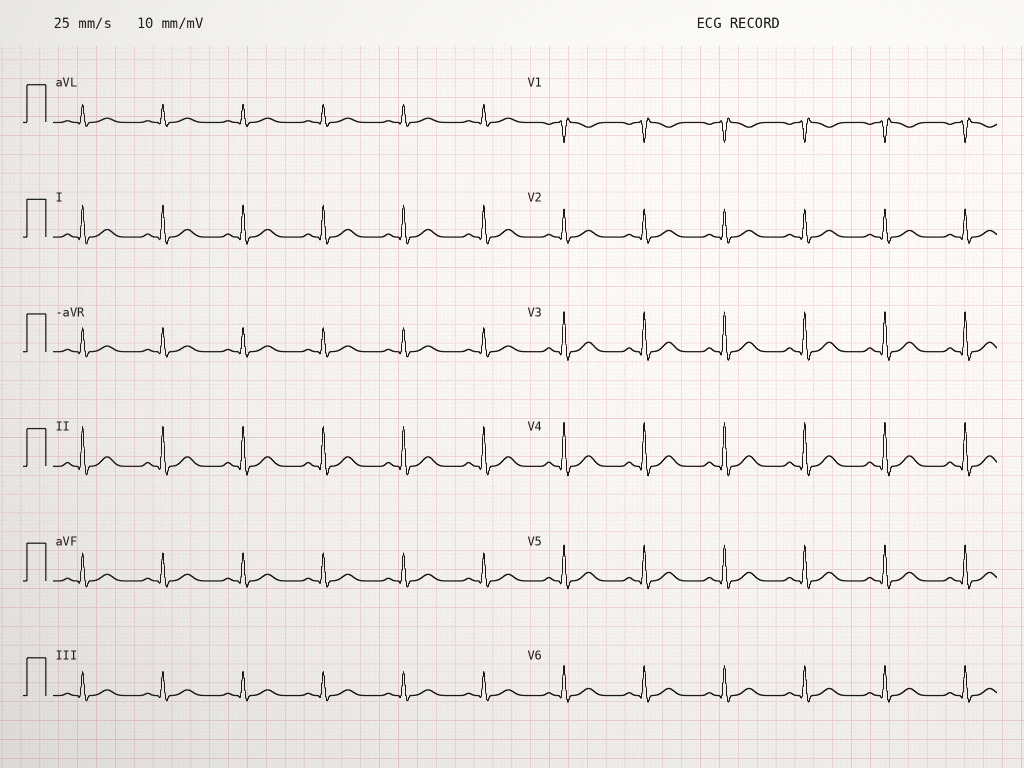 25 mm/s 10 mm/mV ECG RECORD
aVL V1
I V2
-aVR V3
II V4
aVF V5
III V6